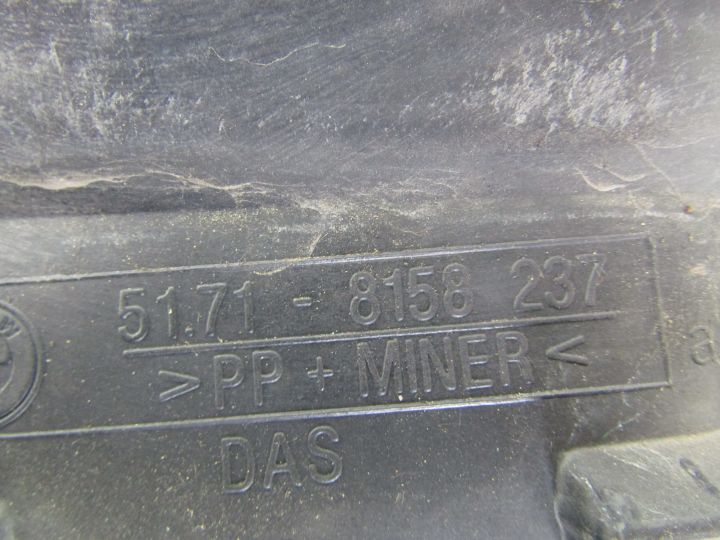 51.71 - 8158 237
>PP + MINER<
DAS